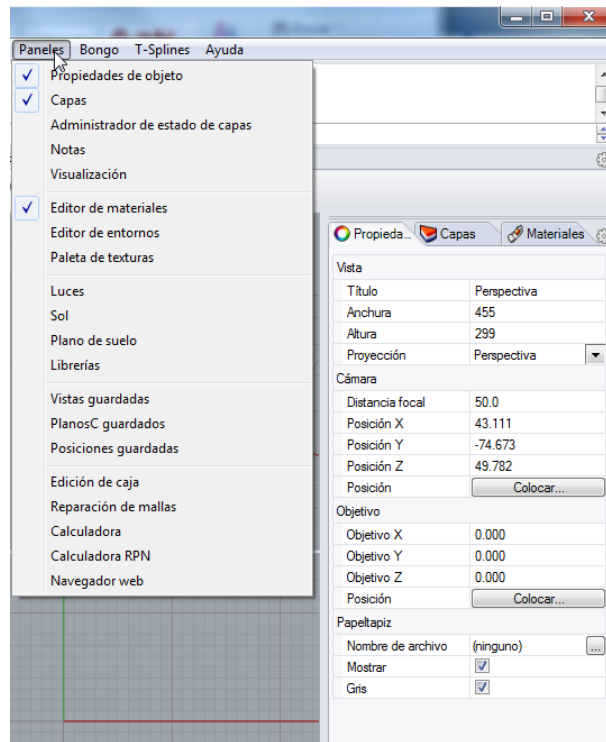 Paneles Bongo T-Splines Ayuda
Propiedades de objeto
Capas
Administrador de estado de capas
Notas
Visualización
Editor de materiales
Editor de entornos
Paleta de texturas
Luces
Sol
Plano de suelo
Librerías
Vistas guardadas
PlanosC guardados
Posiciones guardadas
Edición de caja
Reparación de mallas
Calculadora
Calculadora RPN
Navegador web
Propieda... Capas Materiales
Vista
Título Perspectiva
Anchura 455
Altura 299
Proyección Perspectiva
Cámara
Distancia focal 50.0
Posición X 43.111
Posición Y -74.673
Posición Z 49.782
Posición Colocar...
Objetivo
Objetivo X 0.000
Objetivo Y 0.000
Objetivo Z 0.000
Posición Colocar...
Papeltapiz
Nombre de archivo (ninguno) ...
Mostrar
Gris